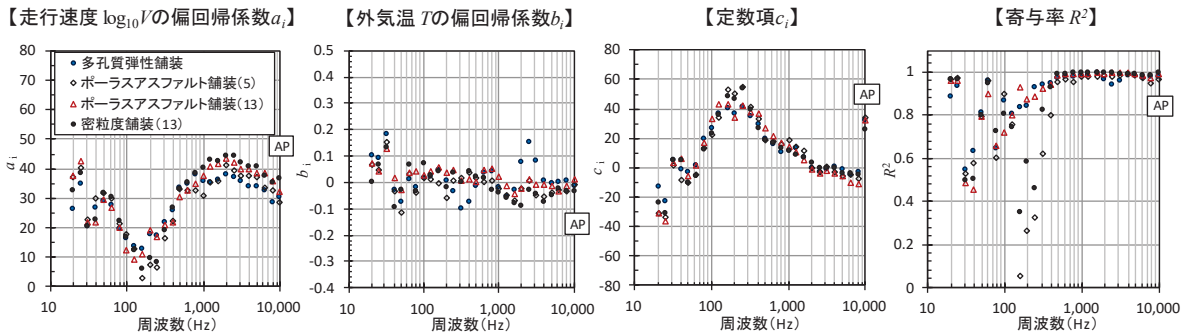 【走行速度 log₁₀Vの偏回帰係数aᵢ】
80
70
60
50
40
30
20
10
0
aᵢ
多孔質弾性舗装
ポーラスアスファルト舗装(5)
ポーラスアスファルト舗装(13)
密粒度舗装(13)
AP
10
100
1,000
10,000
周波数(Hz)
【外気温 Tの偏回帰係数bᵢ】
0.5
0.4
0.3
0.2
0.1
0.0
-0.1
-0.2
-0.3
-0.4
bᵢ
AP
10
100
1,000
10,000
周波数(Hz)
【定数項cᵢ】
80
60
40
20
0
-20
-40
-60
-80
-100
cᵢ
AP
10
100
1,000
10,000
周波数(Hz)
【寄与率 R²】
1
0.8
0.6
0.4
0.2
0
R²
AP
10
100
1,000
10,000
周波数(Hz)